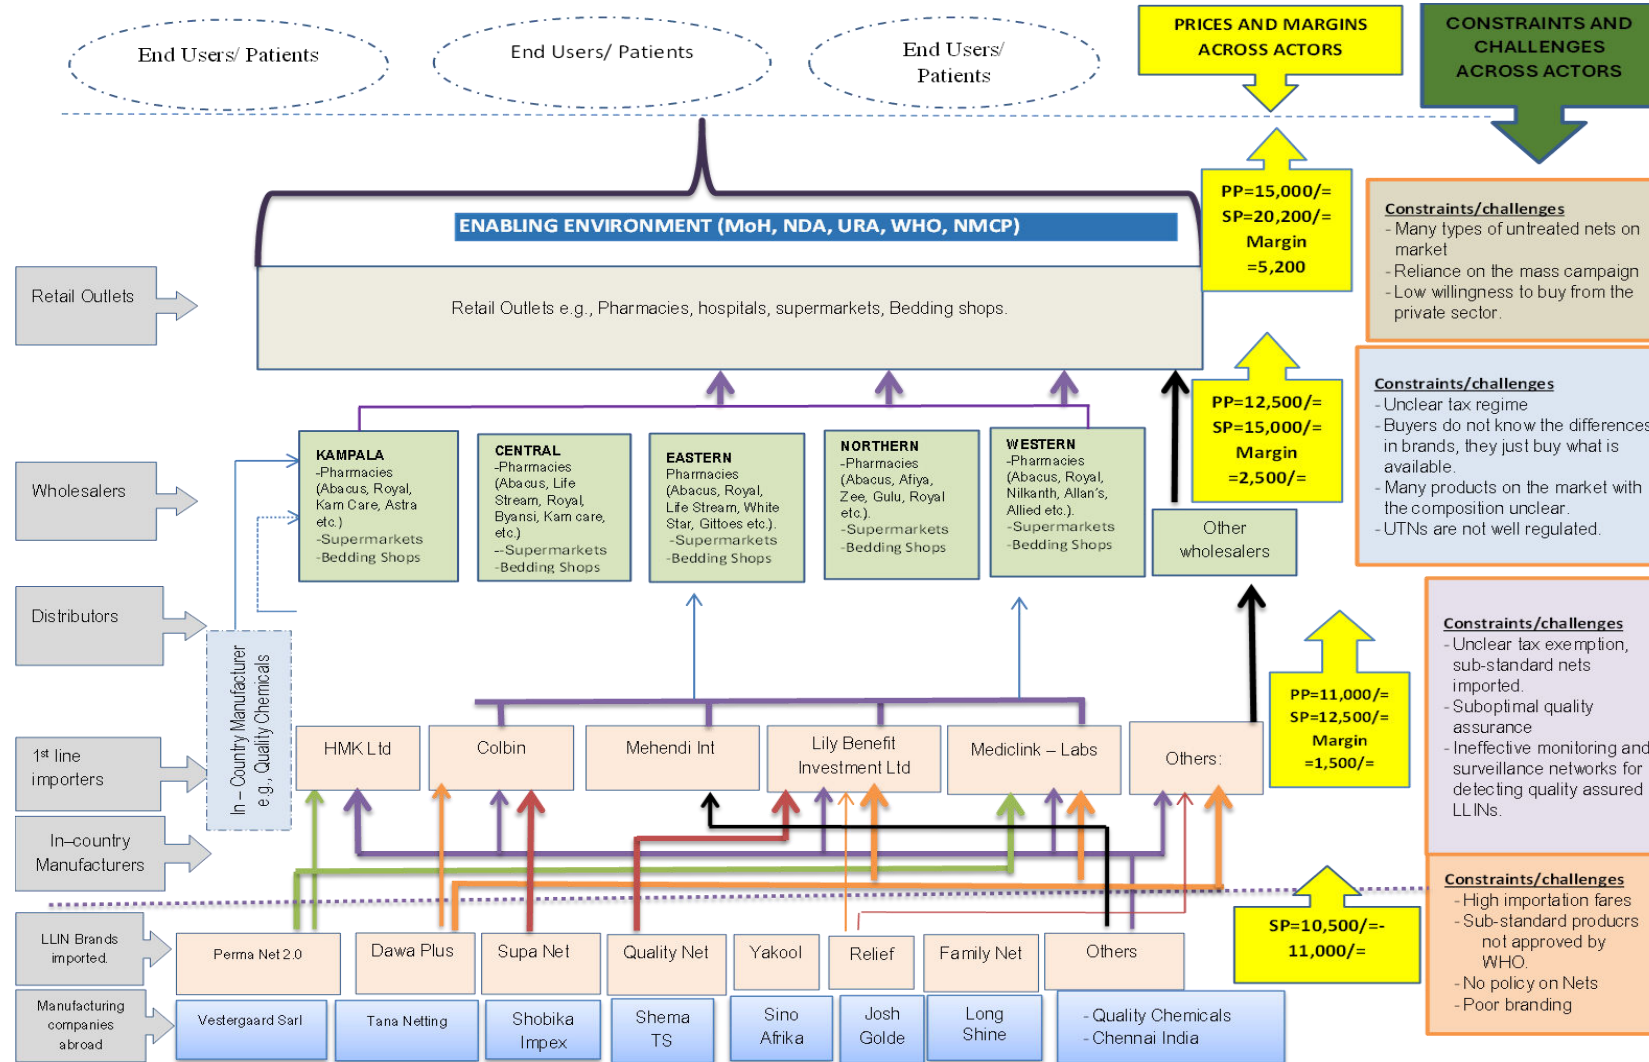 End Users/ Patients
End Users/ Patients
End Users/
Patients
PRICES AND MARGINS
ACROSS ACTORS
CONSTRAINTS AND
CHALLENGES
ACROSS ACTORS
PP=15,000/=
SP=20,200/=
Margin
=5,200
Constraints/challenges
- Many types of untreated nets on
market
- Reliance on the mass campaign
- Low willingness to buy from the
private sector.
ENABLING ENVIRONMENT (MoH, NDA, URA, WHO, NMCP)
Retail Outlets
Retail Outlets e.g., Pharmacies, hospitals, supermarkets, Bedding shops.
PP=12,500/=
SP=15,000/=
Margin
=2,500/=
Constraints/challenges
- Unclear tax regime
- Buyers do not know the differences
in brands, they just buy what is
available.
- Many products on the market with
the composition unclear.
- UTNs are not well regulated.
Wholesalers
KAMPALA
-Pharmacies
(Abacus, Royal,
Kam Care, Astra
etc.)
-Supermarkets
-Bedding Shops
CENTRAL
-Pharmacies
(Abacus, Life
Stream, Royal,
Byansi, Kam care,
etc.)
--Supermarkets
-Bedding Shops
EASTERN
Pharmacies
(Abacus, Royal,
Life Stream, White
Star, Gittoes etc.).
-Supermarkets
-Bedding Shops
NORTHERN
-Pharmacies
(Abacus, Afiya,
Zee, Gulu, Royal
etc.).
-Supermarkets
-Bedding Shops
WESTERN
-Pharmacies
(Abacus, Royal,
Nilkanth, Allan's,
Allied etc.).
-Supermarkets
-Bedding Shops
Other
wholesalers
Distributors
In – Country Manufacturer
e.g., Quality Chemicals
PP=11,000/=
SP=12,500/=
Margin
=1,500/=
Constraints/challenges
- Unclear tax exemption,
sub-standard nets
imported.
- Suboptimal quality
assurance
- Ineffective monitoring and
surveillance networks for
detecting quality assured
LLINs.
1st line
importers
HMK Ltd
Colbin
Mehendi Int
Lily Benefit
Investment Ltd
Mediclink – Labs
Others:
In–country
Manufacturers
SP=10,500/=-
11,000/=
Constraints/challenges
- High importation fares
- Sub-standard producrs
not approved by
WHO.
- No policy on Nets
- Poor branding
LLIN Brands
imported.
Perma Net 2.0
Dawa Plus
Supa Net
Quality Net
Yakool
Relief
Family Net
Others
Manufacturing
companies
abroad
Vestergaard Sarl
Tana Netting
Shobika
Impex
Shema
TS
Sino
Afrika
Josh
Golde
Long
Shine
- Quality Chemicals
- Chennai India